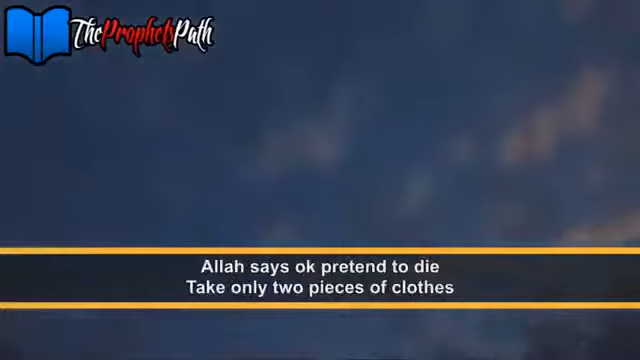 TheProphetsPath
Allah says ok pretend to die
Take only two pieces of clothes